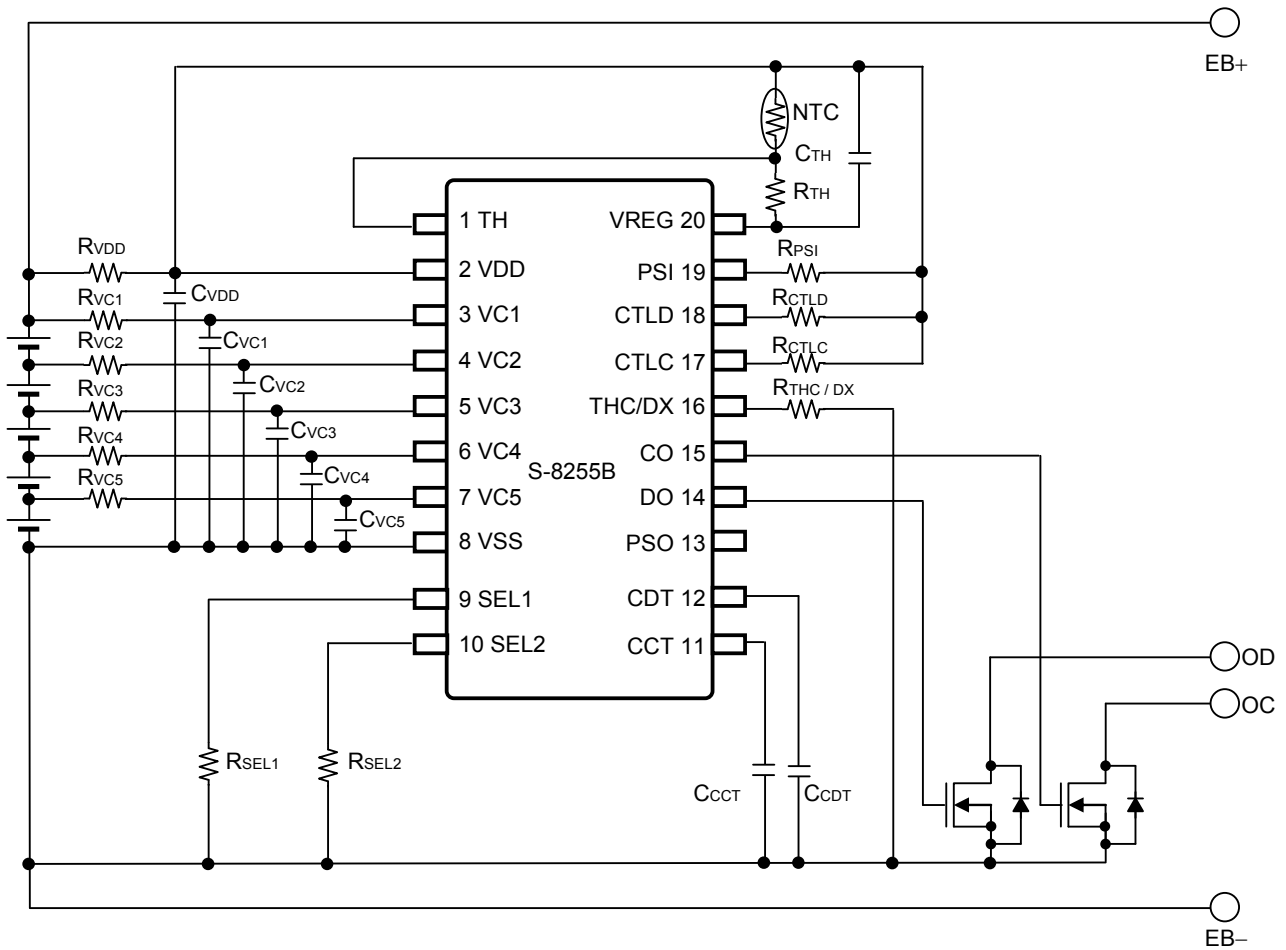 EB+
NTC
CTH
RTH
1 TH
VREG 20
RVDD
2 VDD
PSI 19
RPSI
CVDD
RVC1
3 VC1
CTLD 18
RCTLD
CVC1
RVC2
4 VC2
CTLC 17
RCTLC
CVC2
RVC3
5 VC3
THC/DX 16
RTHC / DX
CVC3
RVC4
6 VC4
CO 15
S-8255B
CVC4
RVC5
7 VC5
DO 14
CVC5
8 VSS
PSO 13
9 SEL1
CDT 12
10 SEL2
CCT 11
OD
OC
RSEL1
RSEL2
CCCT
CCDT
EB−